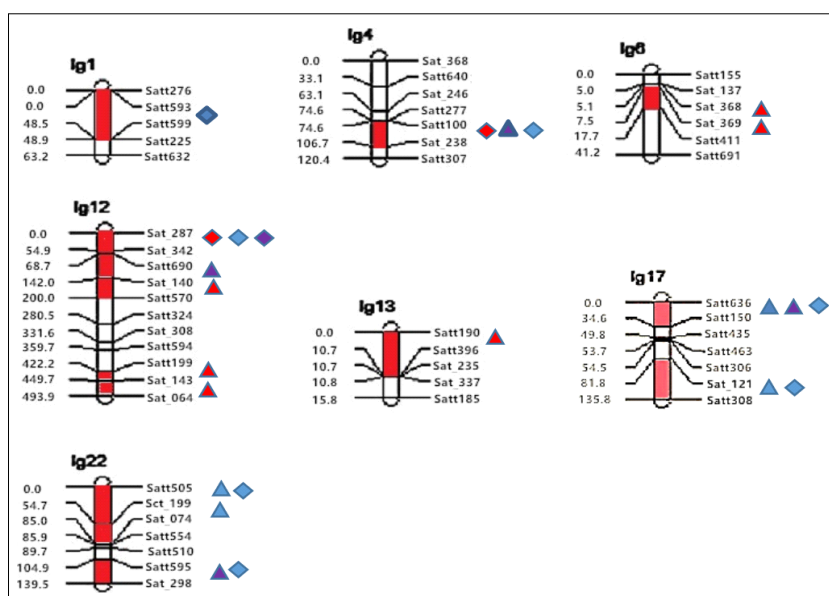 lg1
0.0 Satt276
0.0 Satt593
48.5 Satt599
48.9 Satt225
63.2 Satt632
lg4
0.0 Sat_368
33.1 Satt640
63.1 Sat_246
74.6 Satt277
74.6 Satt100
106.7 Sat_238
120.4 Satt307
lg6
0.0 Satt155
5.0 Sat_137
5.1 Sat_368
7.5 Sat_369
17.7 Satt411
41.2 Satt691
lg12
0.0 Sat_287
54.9 Sat_342
68.7 Satt690
142.0 Sat_140
200.0 Satt570
280.5 Satt324
331.6 Sat_308
359.7 Satt594
422.2 Satt199
449.7 Sat_143
493.9 Sat_064
lg13
0.0 Satt190
10.7 Satt396
10.7 Sat_235
10.8 Sat_337
15.8 Satt185
lg17
0.0 Satt636
34.6 Satt150
49.8 Satt435
53.7 Satt463
54.5 Satt306
81.8 Sat_121
135.8 Satt308
lg22
0.0 Satt505
54.7 Sct_199
85.0 Sat_074
85.9 Satt554
89.7 Satt510
104.9 Satt595
139.5 Sat_298